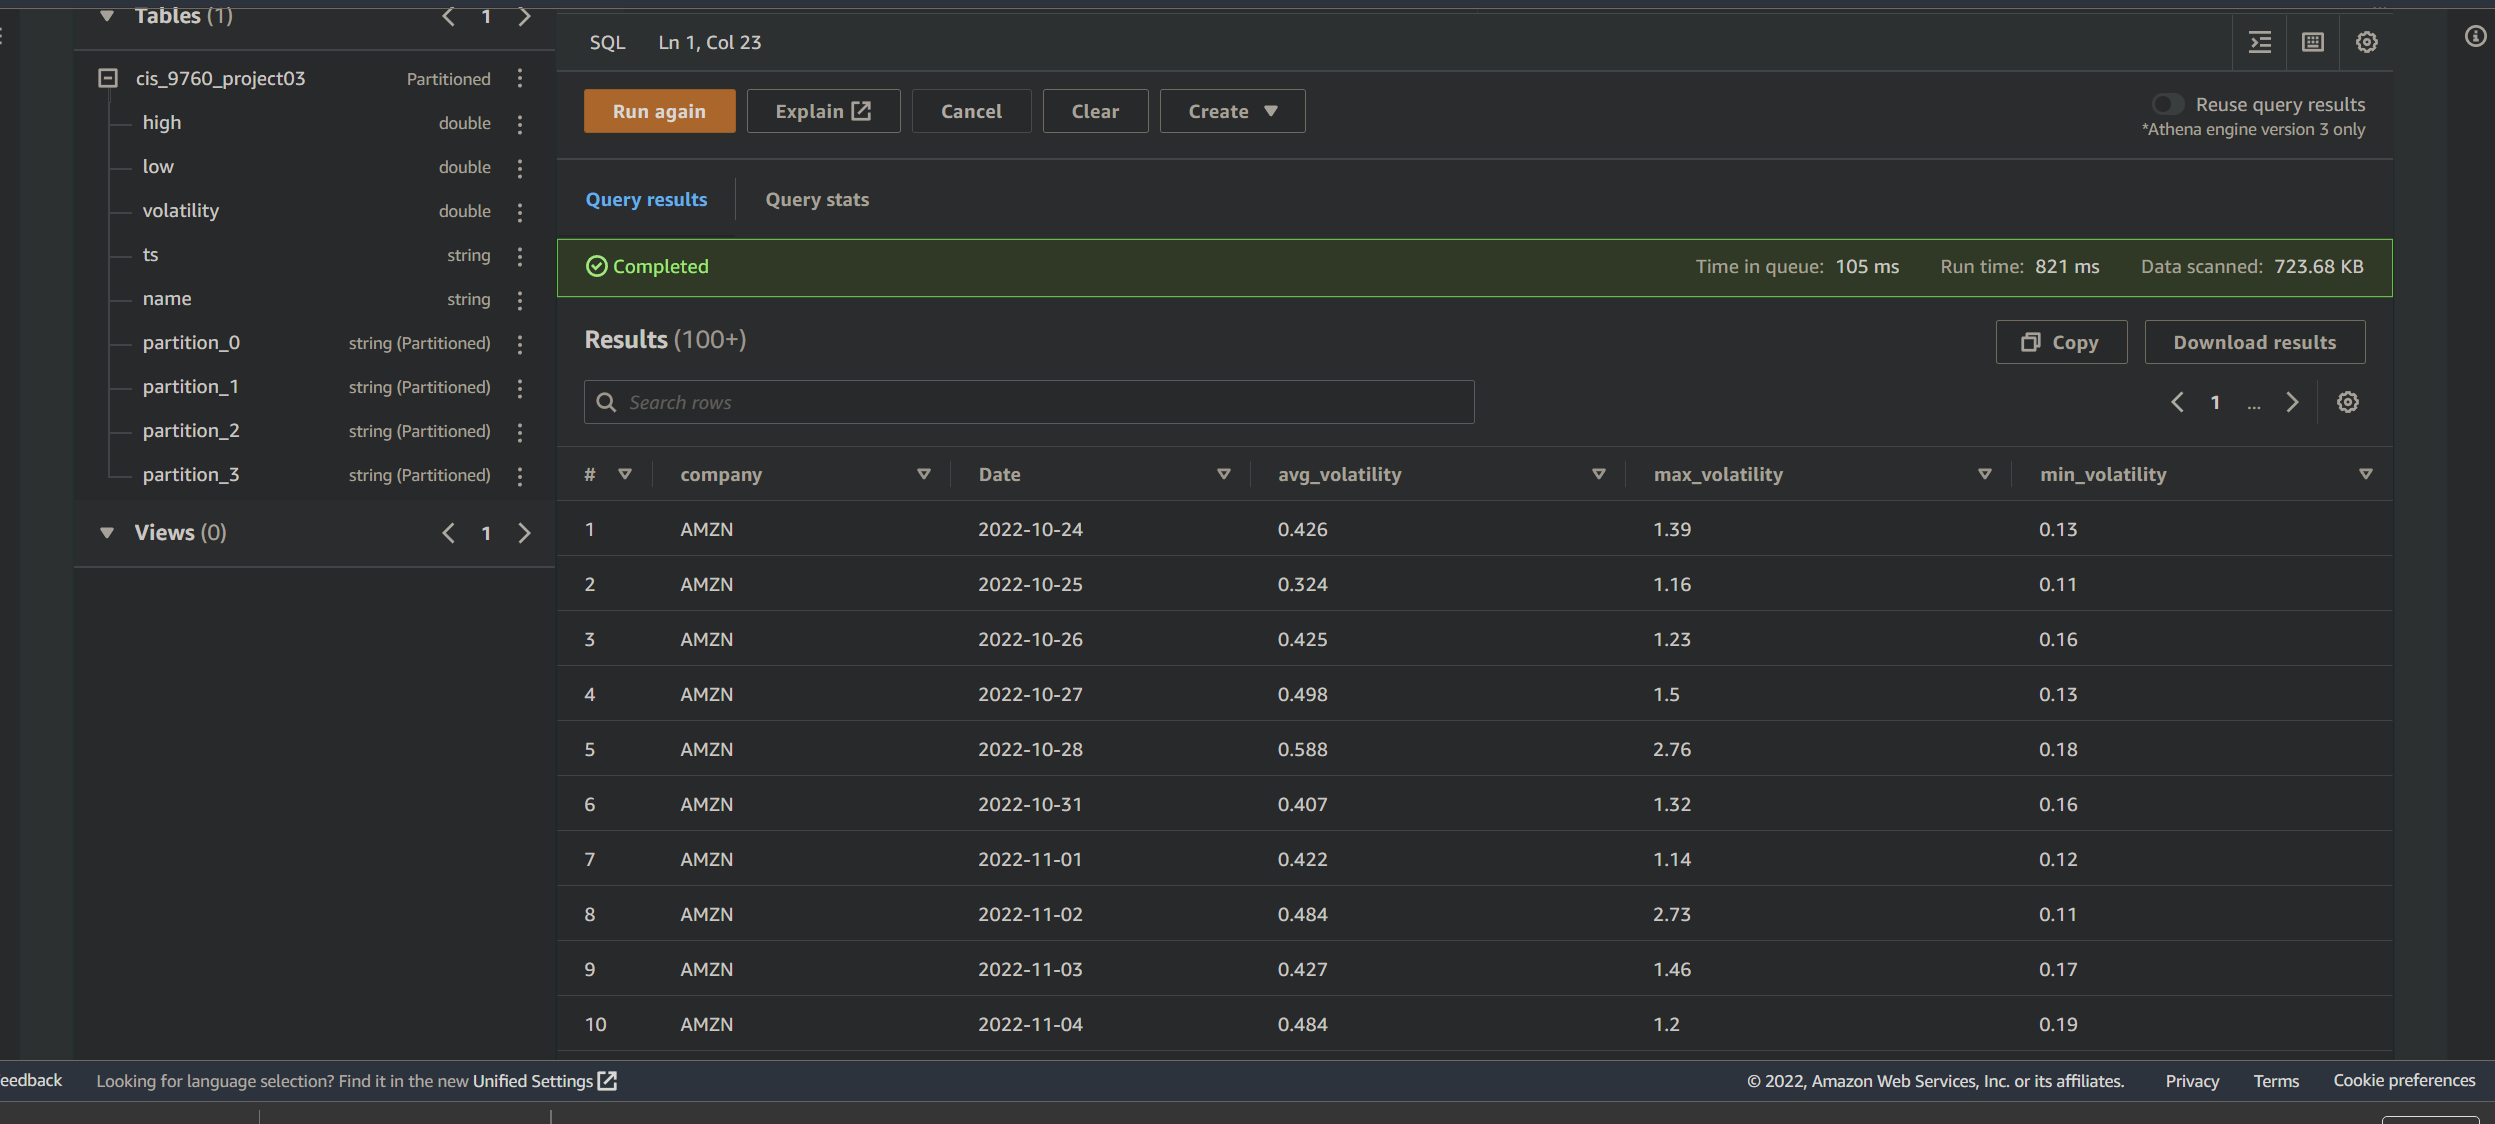 Tables (1) 1
cis_9760_project03 Partitioned
high double
low double
volatility double
ts string
name string
partition_0 string (Partitioned)
partition_1 string (Partitioned)
partition_2 string (Partitioned)
partition_3 string (Partitioned)
Views (0) 1
SQL Ln 1, Col 23
Run again Explain Cancel Clear Create
Reuse query results
*Athena engine version 3 only
Query results Query stats
Completed Time in queue: 105 ms Run time: 821 ms Data scanned: 723.68 KB
Results (100+) Copy Download results
Search rows 1 ...
# company Date avg_volatility max_volatility min_volatility
1 AMZN 2022-10-24 0.426 1.39 0.13
2 AMZN 2022-10-25 0.324 1.16 0.11
3 AMZN 2022-10-26 0.425 1.23 0.16
4 AMZN 2022-10-27 0.498 1.5 0.13
5 AMZN 2022-10-28 0.588 2.76 0.18
6 AMZN 2022-10-31 0.407 1.32 0.16
7 AMZN 2022-11-01 0.422 1.14 0.12
8 AMZN 2022-11-02 0.484 2.73 0.11
9 AMZN 2022-11-03 0.427 1.46 0.17
10 AMZN 2022-11-04 0.484 1.2 0.19
eedback Looking for language selection? Find it in the new Unified Settings © 2022, Amazon Web Services, Inc. or its affiliates. Privacy Terms Cookie preferences